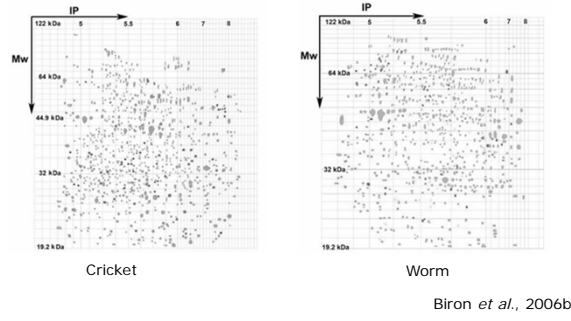 IP
122 kDa 5 5.5 6 7 8
Mw
64 kDa
44.9 kDa
32 kDa
19.2 kDa
Cricket
IP
122 kDa 5 5.5 6 7 8
Mw
64 kDa
32 kDa
19.2 kDa
Worm
Biron et al., 2006b